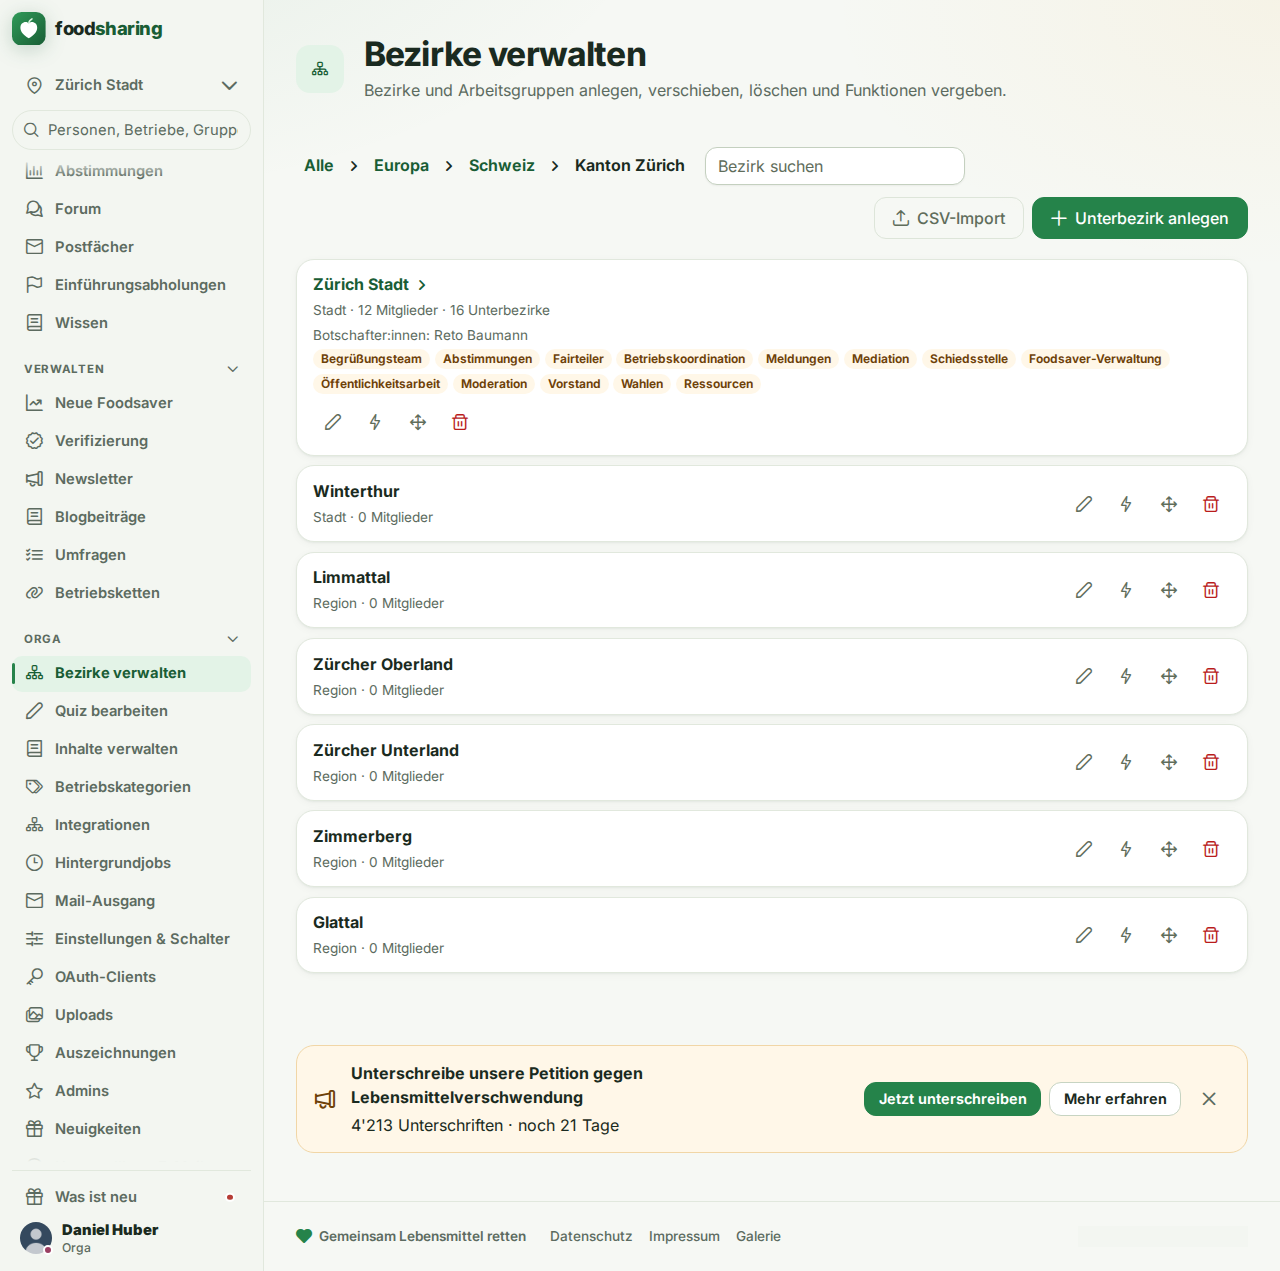 foodsharing
Zürich Stadt
Personen, Betriebe, Grupp
Abstimmungen
Forum
Postfächer
Einführungsabholungen
Wissen
VERWALTEN
Neue Foodsaver
Verifizierung
Newsletter
Blogbeiträge
Umfragen
Betriebsketten
ORGA
Bezirke verwalten
Quiz bearbeiten
Inhalte verwalten
Betriebskategorien
Integrationen
Hintergrundjobs
Mail-Ausgang
Einstellungen & Schalter
OAuth-Clients
Uploads
Auszeichnungen
Admins
Neuigkeiten
Was ist neu
Daniel Huber
Orga
Bezirke verwalten
Bezirke und Arbeitsgruppen anlegen, verschieben, löschen und Funktionen vergeben.
Alle Europa Schweiz Kanton Zürich Bezirk suchen
CSV-Import Unterbezirk anlegen
Zürich Stadt
Stadt · 12 Mitglieder · 16 Unterbezirke
Botschafter:innen: Reto Baumann
Begrüßungsteam Abstimmungen Fairteiler Betriebskoordination Meldungen Mediation Schiedsstelle Foodsaver-Verwaltung
Öffentlichkeitsarbeit Moderation Vorstand Wahlen Ressourcen
Winterthur
Stadt · 0 Mitglieder
Limmattal
Region · 0 Mitglieder
Zürcher Oberland
Region · 0 Mitglieder
Zürcher Unterland
Region · 0 Mitglieder
Zimmerberg
Region · 0 Mitglieder
Glattal
Region · 0 Mitglieder
Unterschreibe unsere Petition gegen
Lebensmittelverschwendung
4'213 Unterschriften · noch 21 Tage
Jetzt unterschreiben Mehr erfahren
Gemeinsam Lebensmittel retten Datenschutz Impressum Galerie